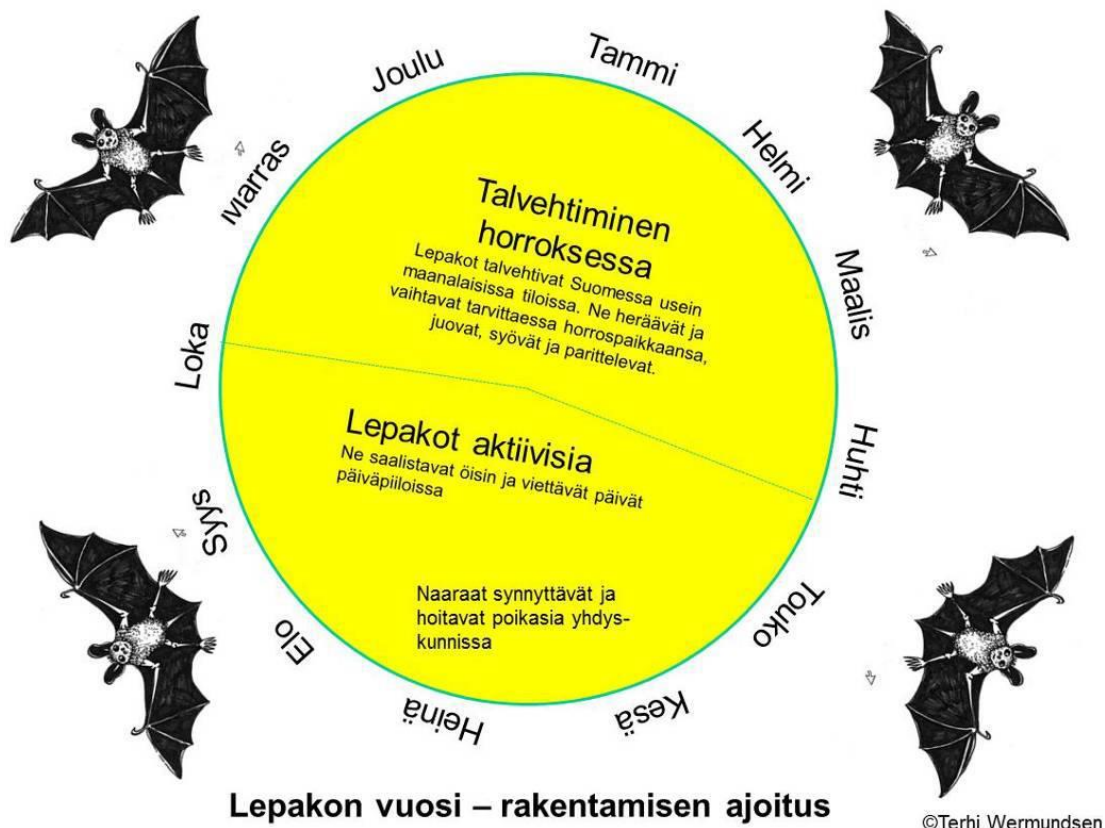 Tammi
Helmi
Maalis
Huhti
Touko
Kesä
Heinä
Elo
Syys
Loka
Marras
Joulu
Talvehtiminen
horroksessa
Lepakot talvehtivat Suomessa usein
maanalaisissa tiloissa. Ne heräävät ja
vaihtavat tarvittaessa horrospaikkaansa,
juovat, syövät ja parittelevat.
Lepakot aktiivisia
Ne saalistavat öisin ja viettävät päivät
päiväpiiloissa
Naaraat synnyttävät ja
hoitavat poikasia yhdys-
kunnissa
Lepakon vuosi – rakentamisen ajoitus
©Terhi Wermundsen